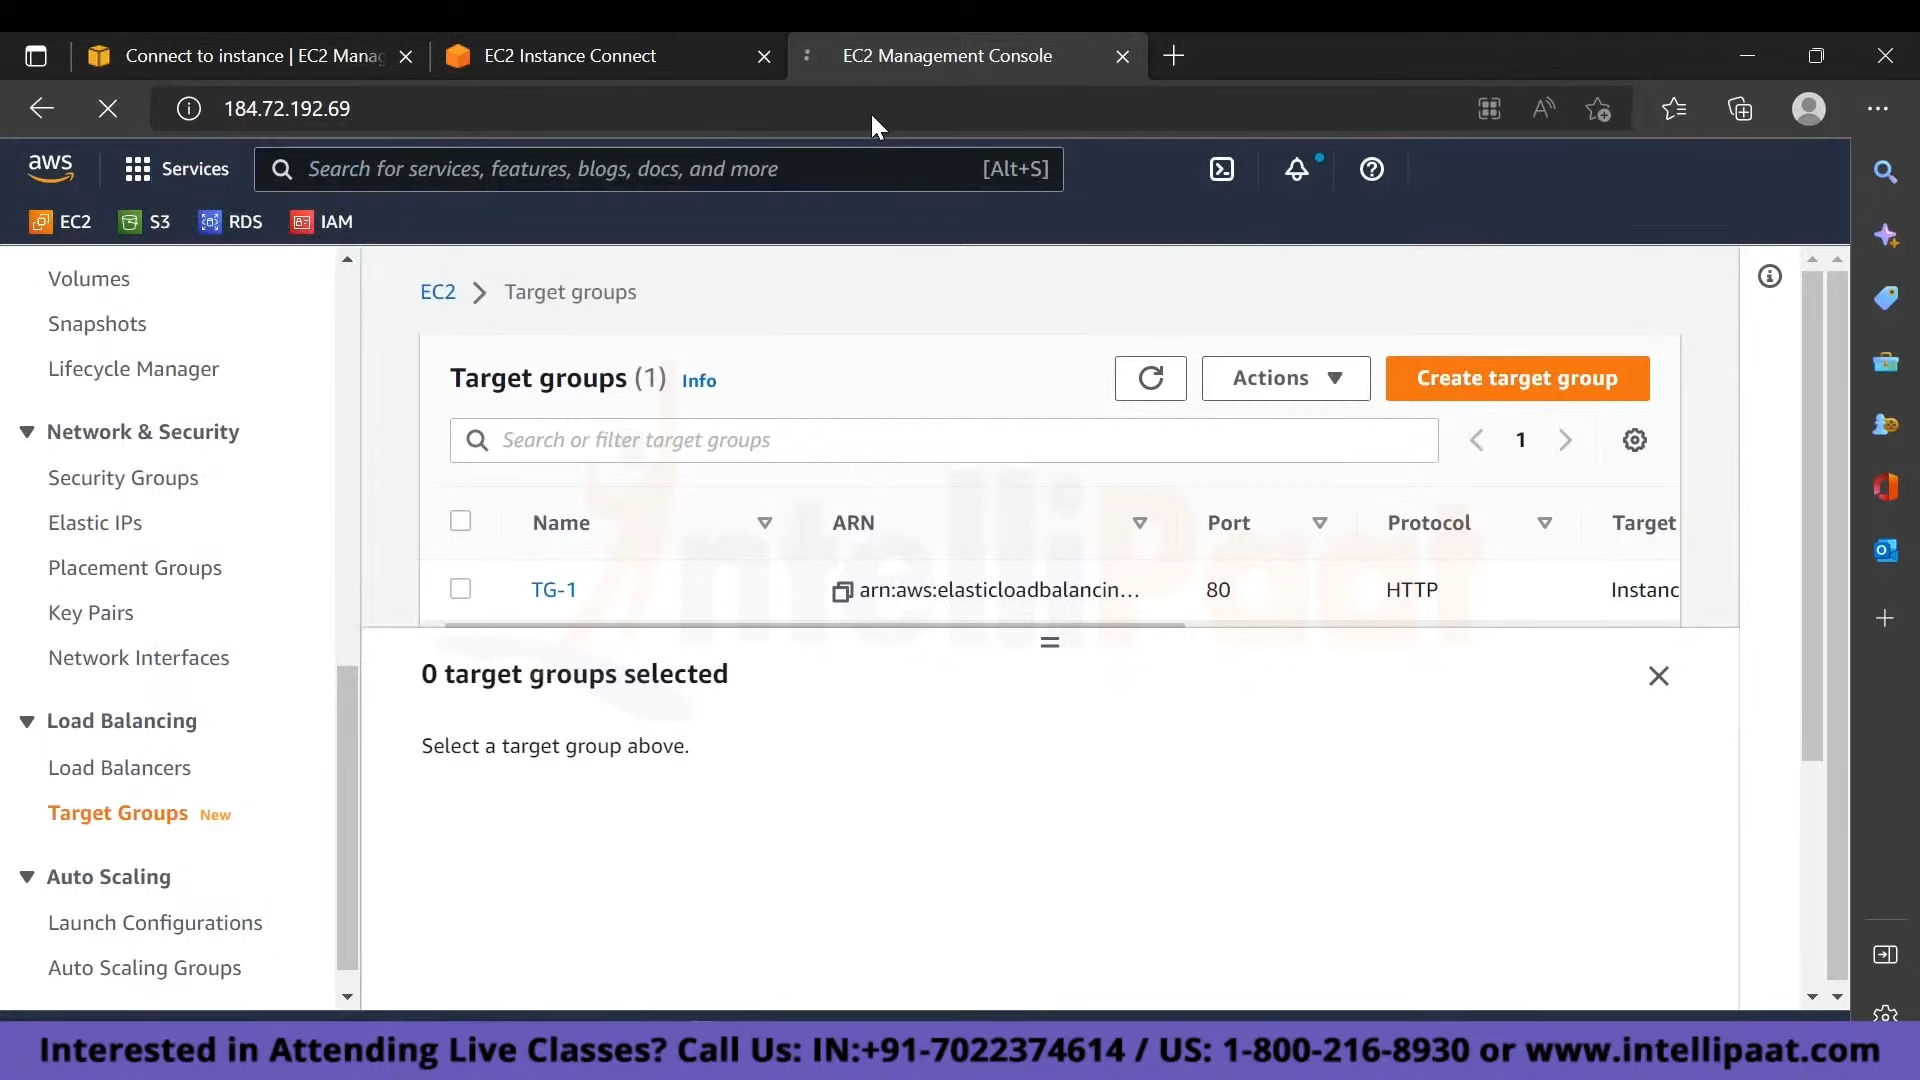 Connect to instance | EC2 Manag
EC2 Instance Connect
EC2 Management Console
184.72.192.69
aws
Services
Search for services, features, blogs, docs, and more
[Alt+S]
EC2
S3
RDS
IAM
Volumes
Snapshots
Lifecycle Manager
Network & Security
Security Groups
Elastic IPs
Placement Groups
Key Pairs
Network Interfaces
Load Balancing
Load Balancers
Target Groups New
Auto Scaling
Launch Configurations
Auto Scaling Groups
EC2 > Target groups
Target groups (1) Info
Actions
Create target group
Search or filter target groups
1
Name ARN Port Protocol Target
TG-1 arn:aws:elasticloadbalancin... 80 HTTP Instanc
IntelliPaat
0 target groups selected
Select a target group above.
Interested in Attending Live Classes? Call Us: IN:+91-7022374614 / US: 1-800-216-8930 or www.intellipaat.com